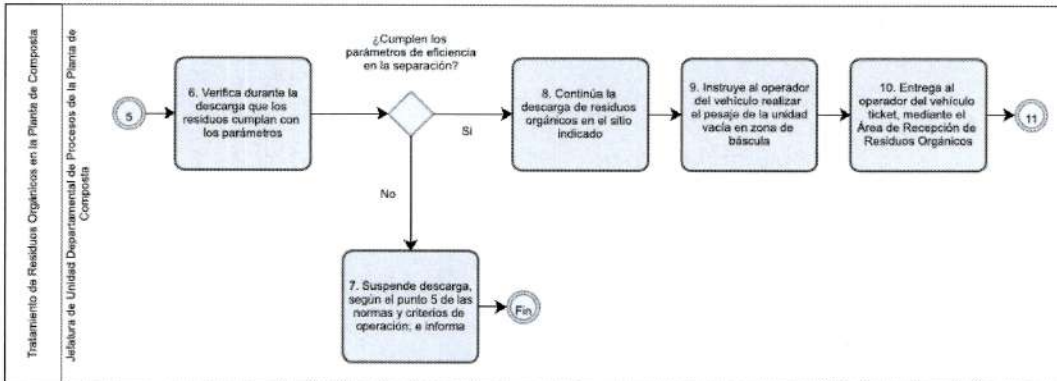 Tratamiento de Residuos Orgánicos en la Planta de Composta
Jefatura de Unidad Departamental de Procesos de la Planta de
Composta
5
6. Verifica durante la
descarga que los
residuos cumplan con
los parámetros
¿Cumplen los
parámetros de eficiencia
en la separación?
Sí
No
7. Suspende descarga,
según el punto 5 de las
normas y criterios de
operación, e informa
Fin
8. Continúa la
descarga de residuos
orgánicos en el sitio
indicado
9. Instruye al operador
del vehículo realizar
el pesaje de la unidad
vacía en zona de
báscula
10. Entrega al
operador del vehículo
ticket, mediante el
Área de Recepción de
Residuos Orgánicos
11